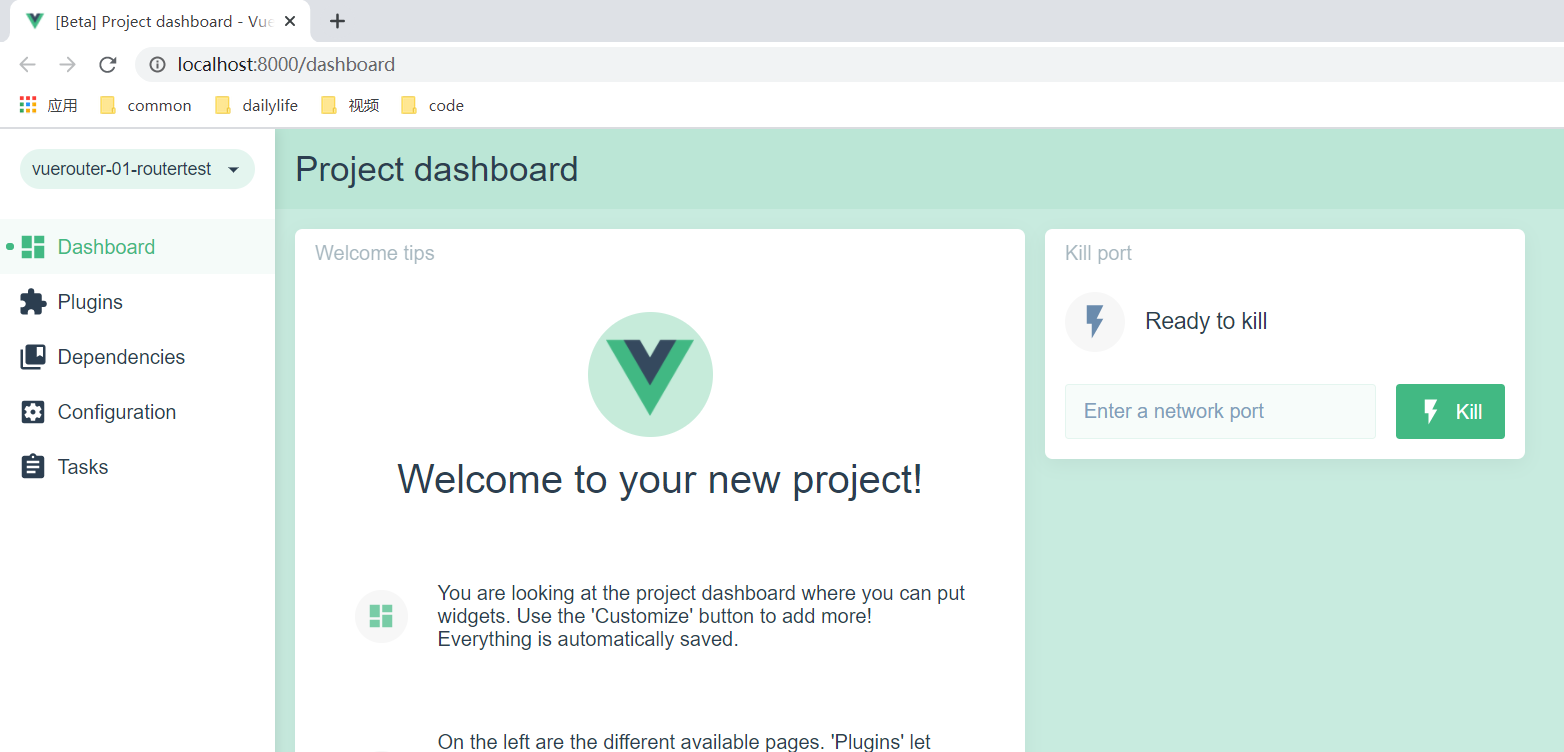 [Beta] Project dashboard - Vue
localhost:8000/dashboard
应用 common dailylife 视频 code
vuerouter-01-routertest
Project dashboard
Dashboard
Plugins
Dependencies
Configuration
Tasks
Welcome tips
Welcome to your new project!
You are looking at the project dashboard where you can put
widgets. Use the 'Customize' button to add more!
Everything is automatically saved.
On the left are the different available pages. 'Plugins' let
Kill port
Ready to kill
Enter a network port
Kill